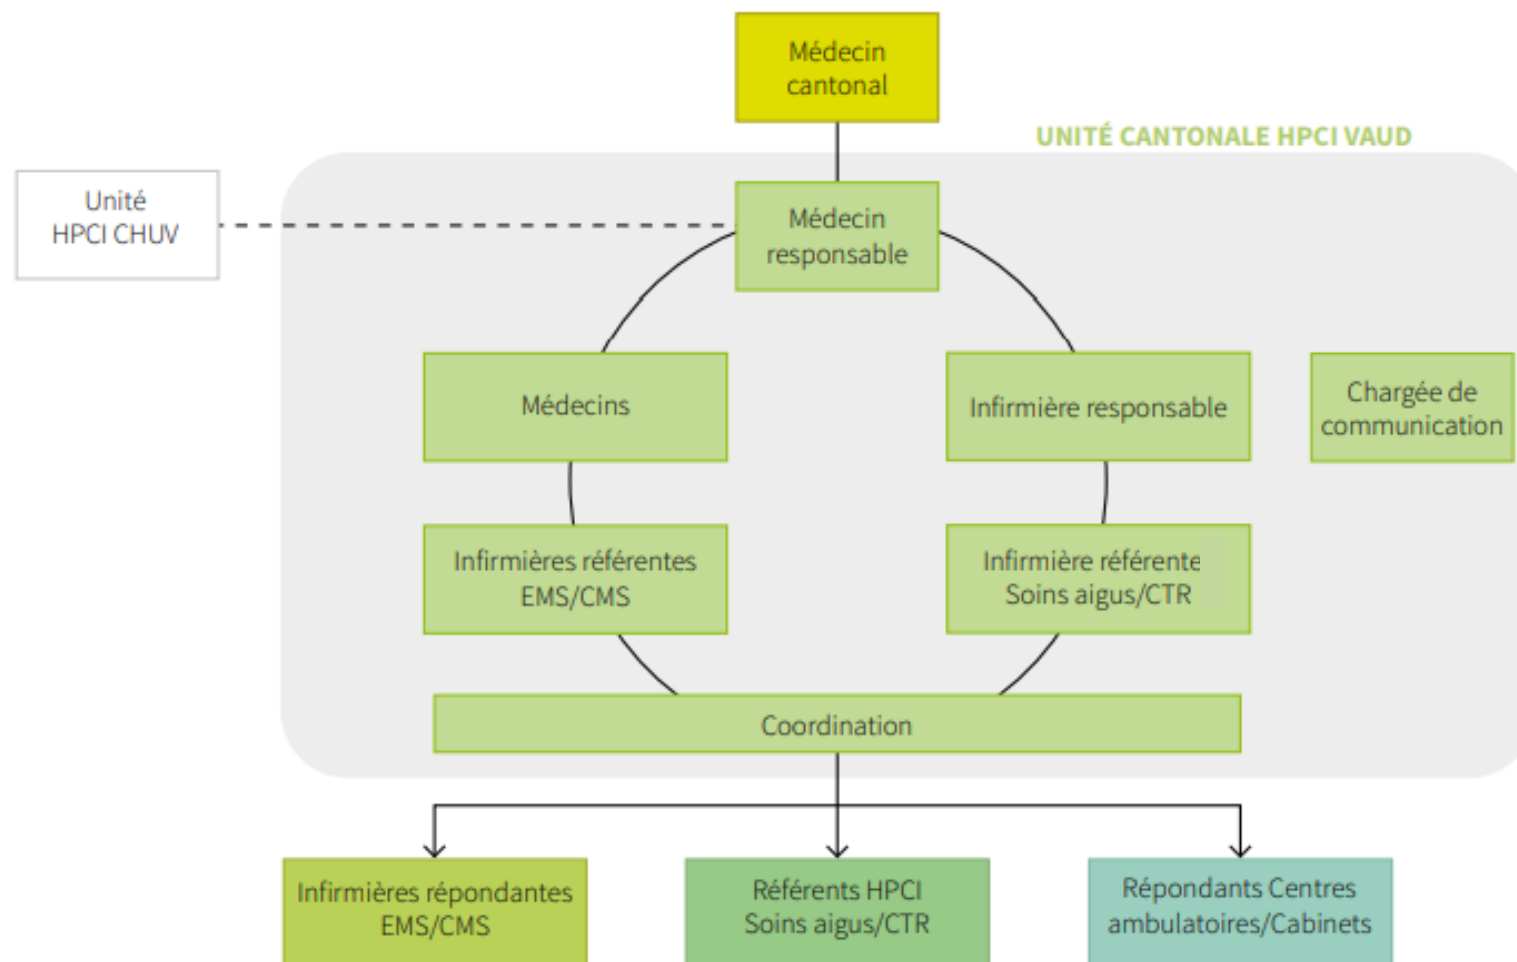 Médecin
cantonal
UNITÉ CANTONALE HPCI VAUD
Unité
HPCI CHUV
Médecin
responsable
Médecins
Infirmière responsable
Chargée de
communication
Infirmières référentes
EMS/CMS
Infirmière référente
Soins aigus/CTR
Coordination
Infirmières répondantes
EMS/CMS
Référents HPCI
Soins aigus/CTR
Répondants Centres
ambulatoires/Cabinets